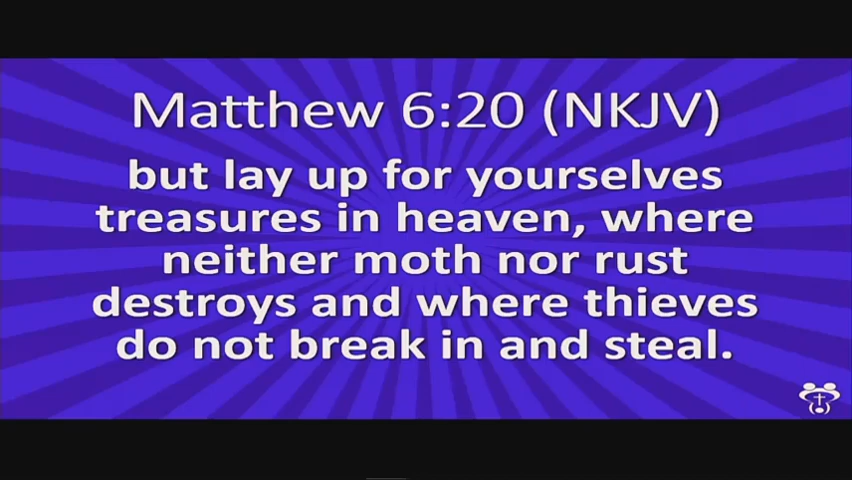 Matthew 6:20 (NKJV)
but lay up for yourselves
treasures in heaven, where
neither moth nor rust
destroys and where thieves
do not break in and steal.